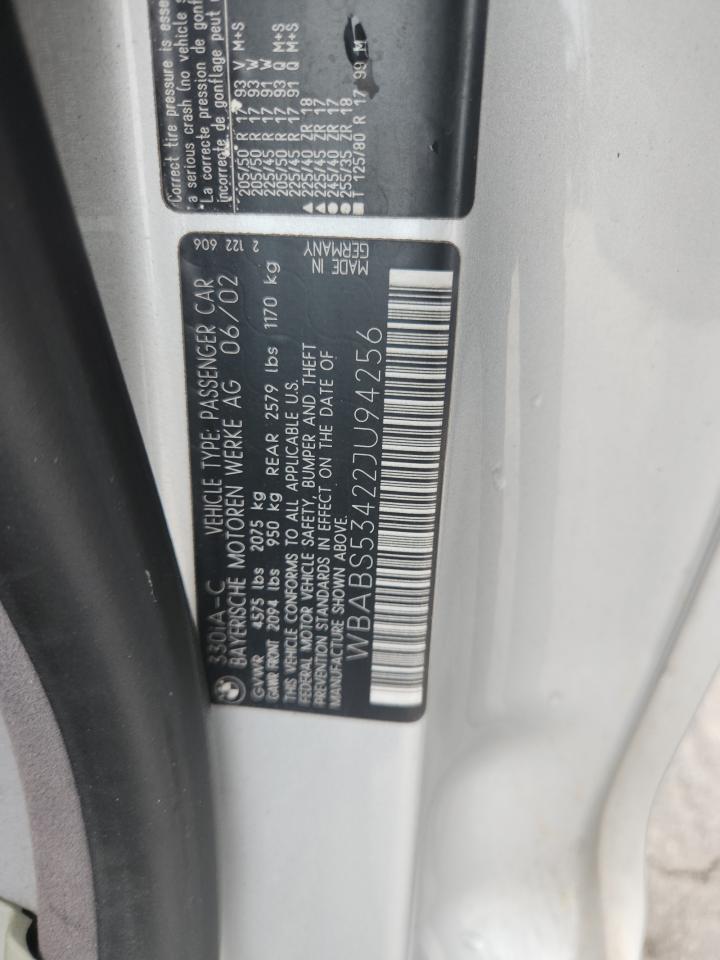 330iA-C VEHICLE TYPE: PASSENGER CAR
BAYERISCHE MOTOREN WERKE AG 06/02
GVWR 4575 lbs 2075 kg
GAWR FRONT 2094 lbs 950 kg REAR 2579 lbs 1170 kg
THIS VEHICLE CONFORMS TO ALL APPLICABLE U.S.
FEDERAL MOTOR VEHICLE SAFETY, BUMPER AND THEFT
PREVENTION STANDARDS IN EFFECT ON THE DATE OF
MANUFACTURE SHOWN ABOVE.
WBABS53422JU94256
2 122 606
MADE IN
GERMANY
Correct tire pressure is esse
a serious crash (no vehicle s
*La correcte pression de gonf
incorrecte de gonflage peut
205/50 R 17 93 V M+S
205/50 R 17 93 W
225/45 R 17 91 W
205/50 R 17 93 Q M+S
225/45 R 17 91 Q M+S
▲ 225/40 ZR 18
▲ 225/45 ZR 17
● 245/40 ZR 17
● 255/35 ZR 18
■ T 125/80 R 17 99 M